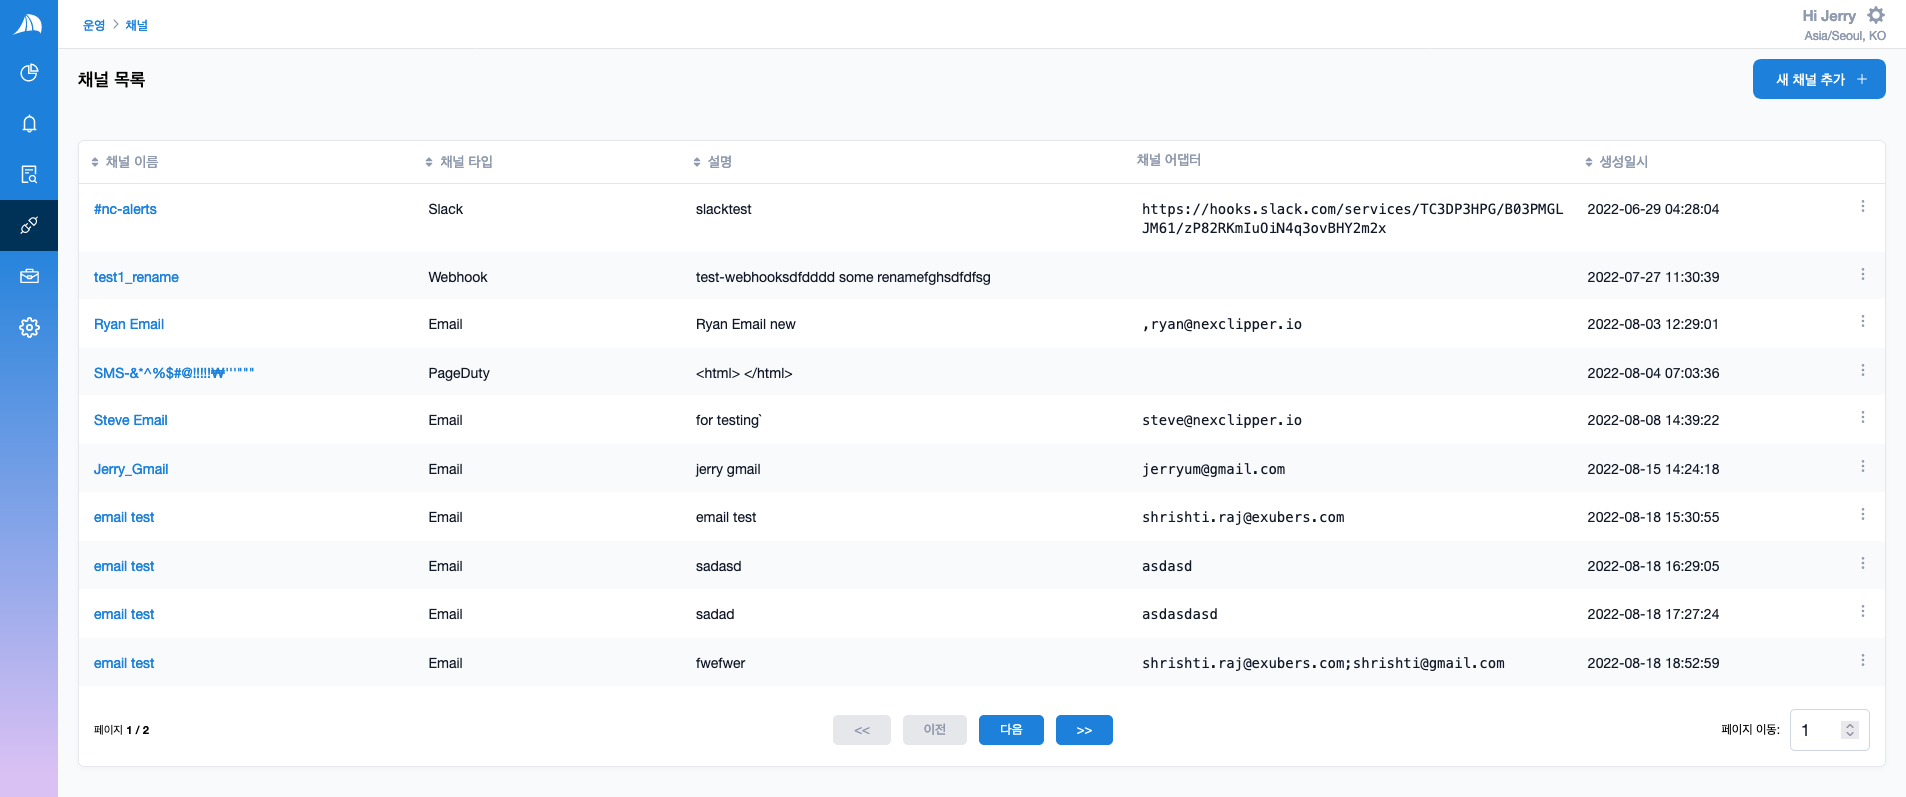 운영 > 채널
Hi Jerry
Asia/Seoul, KO
채널 목록
새 채널 추가 +
채널 이름 채널 타입 설명 채널 어댑터 생성일시
#nc-alerts Slack slacktest https://hooks.slack.com/services/TC3DP3HPG/B03PMGL 2022-06-29 04:28:04
JM61/zP82RKmIuOiN4q3ovBHY2m2x
test1_rename Webhook test-webhooksdfdddd some renamefghsdfdfsg 2022-07-27 11:30:39
Ryan Email Email Ryan Email new ,ryan@nexclipper.io 2022-08-03 12:29:01
SMS-&*^%$#@!!!!!₩'''""" PageDuty <html> </html> 2022-08-04 07:03:36
Steve Email Email for testing` steve@nexclipper.io 2022-08-08 14:39:22
Jerry_Gmail Email jerry gmail jerryum@gmail.com 2022-08-15 14:24:18
email test Email email test shrishti.raj@exubers.com 2022-08-18 15:30:55
email test Email sadasd asdasd 2022-08-18 16:29:05
email test Email sadad asdasdasd 2022-08-18 17:27:24
email test Email fwefwer shrishti.raj@exubers.com;shrishti@gmail.com 2022-08-18 18:52:59
페이지 1 / 2 << 이전 다음 >> 페이지 이동: 1